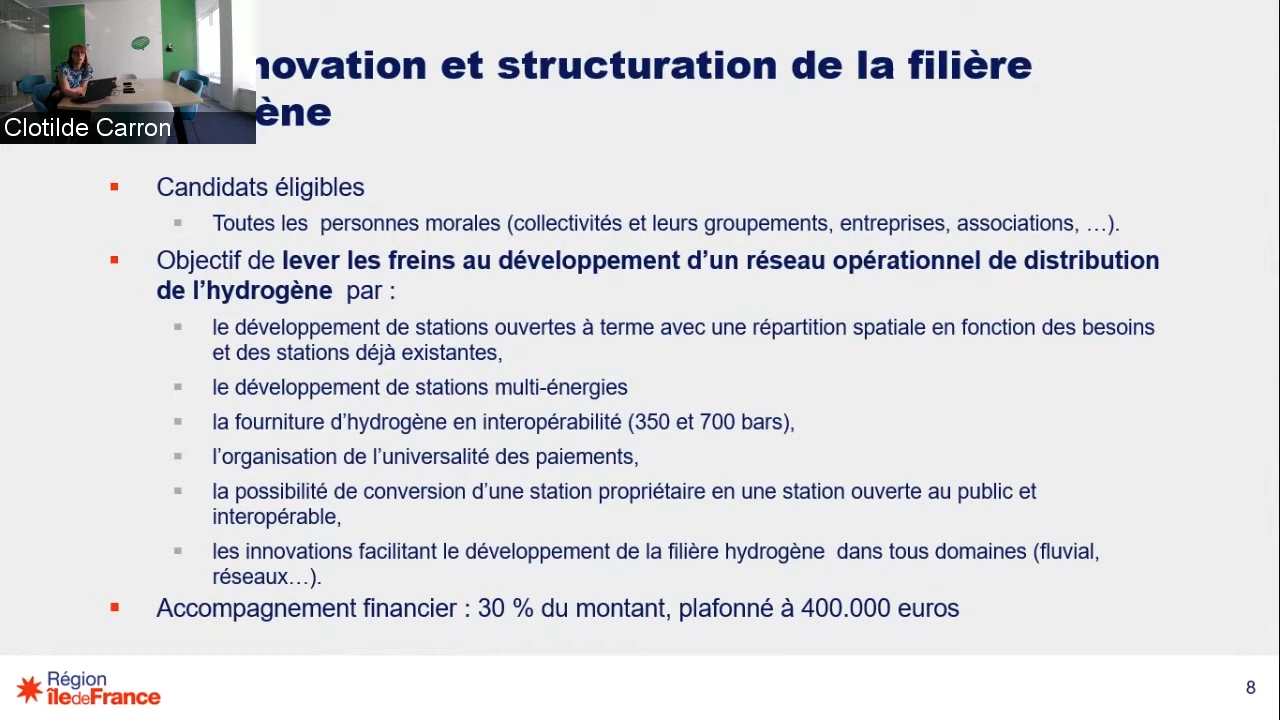 novation et structuration de la filière
ène
Clotilde Carron
Candidats éligibles
Toutes les personnes morales (collectivités et leurs groupements, entreprises, associations, …).
Objectif de lever les freins au développement d’un réseau opérationnel de distribution
de l’hydrogène par :
le développement de stations ouvertes à terme avec une répartition spatiale en fonction des besoins
et des stations déjà existantes,
le développement de stations multi-énergies
la fourniture d’hydrogène en interopérabilité (350 et 700 bars),
l’organisation de l’universalité des paiements,
la possibilité de conversion d’une station propriétaire en une station ouverte au public et
interopérable,
les innovations facilitant le développement de la filière hydrogène dans tous domaines (fluvial,
réseaux…).
Accompagnement financier : 30 % du montant, plafonné à 400.000 euros
Région
îledeFrance
8